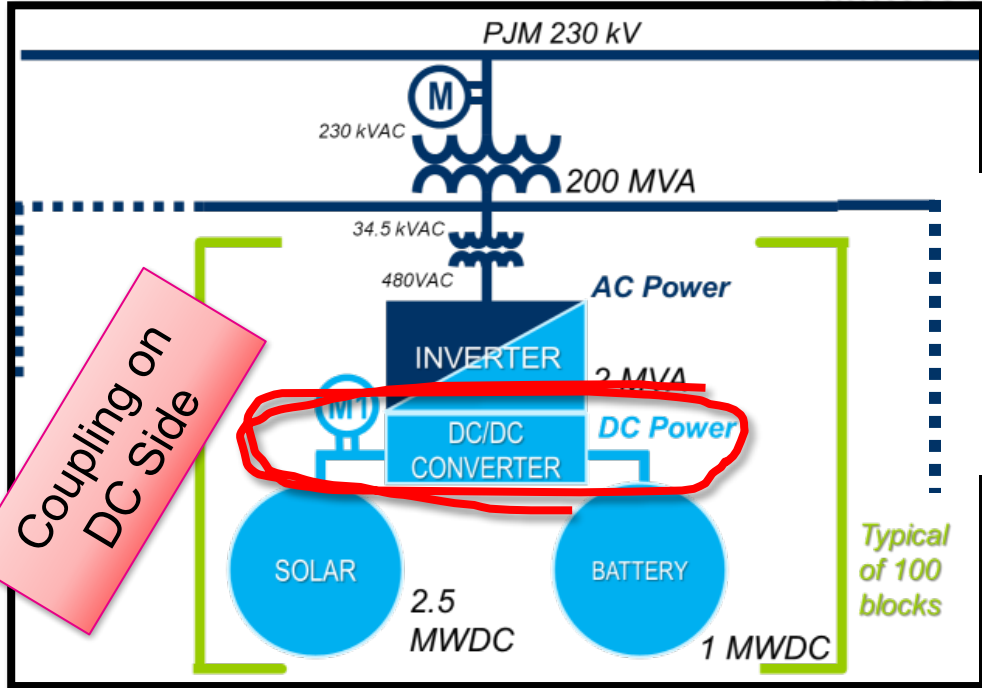 PJM 230 kV
M
230 kVAC
200 MVA
34.5 kVAC
480VAC
AC Power
INVERTER
2 MVA
M1
DC/DC
CONVERTER
DC Power
Coupling on
DC Side
SOLAR
2.5
MWDC
BATTERY
1 MWDC
Typical
of 100
blocks